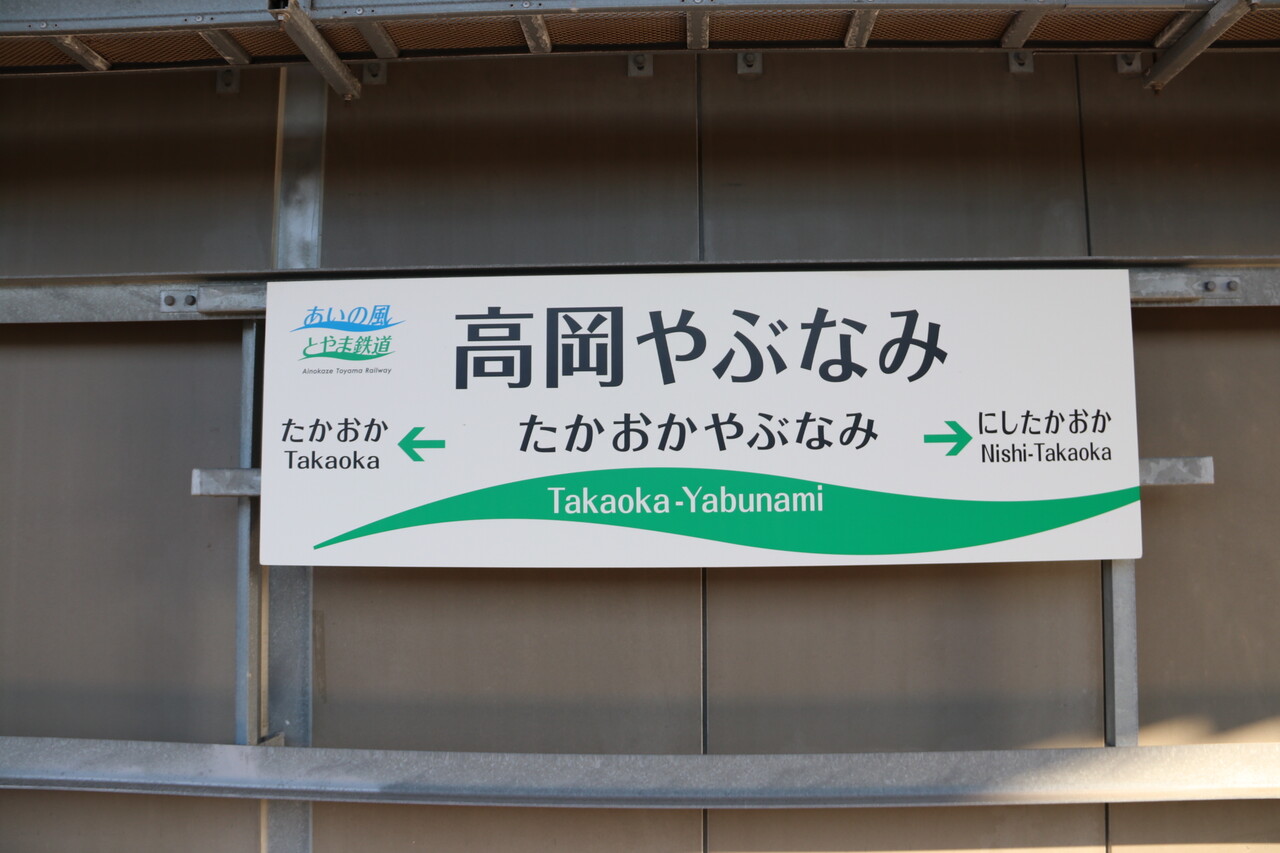 あいの風
とやま鉄道
Ainokaze Toyama Railway
高岡やぶなみ
たかおかやぶなみ
たかおか
Takaoka
にしたかおか
Nishi-Takaoka
Takaoka-Yabunami